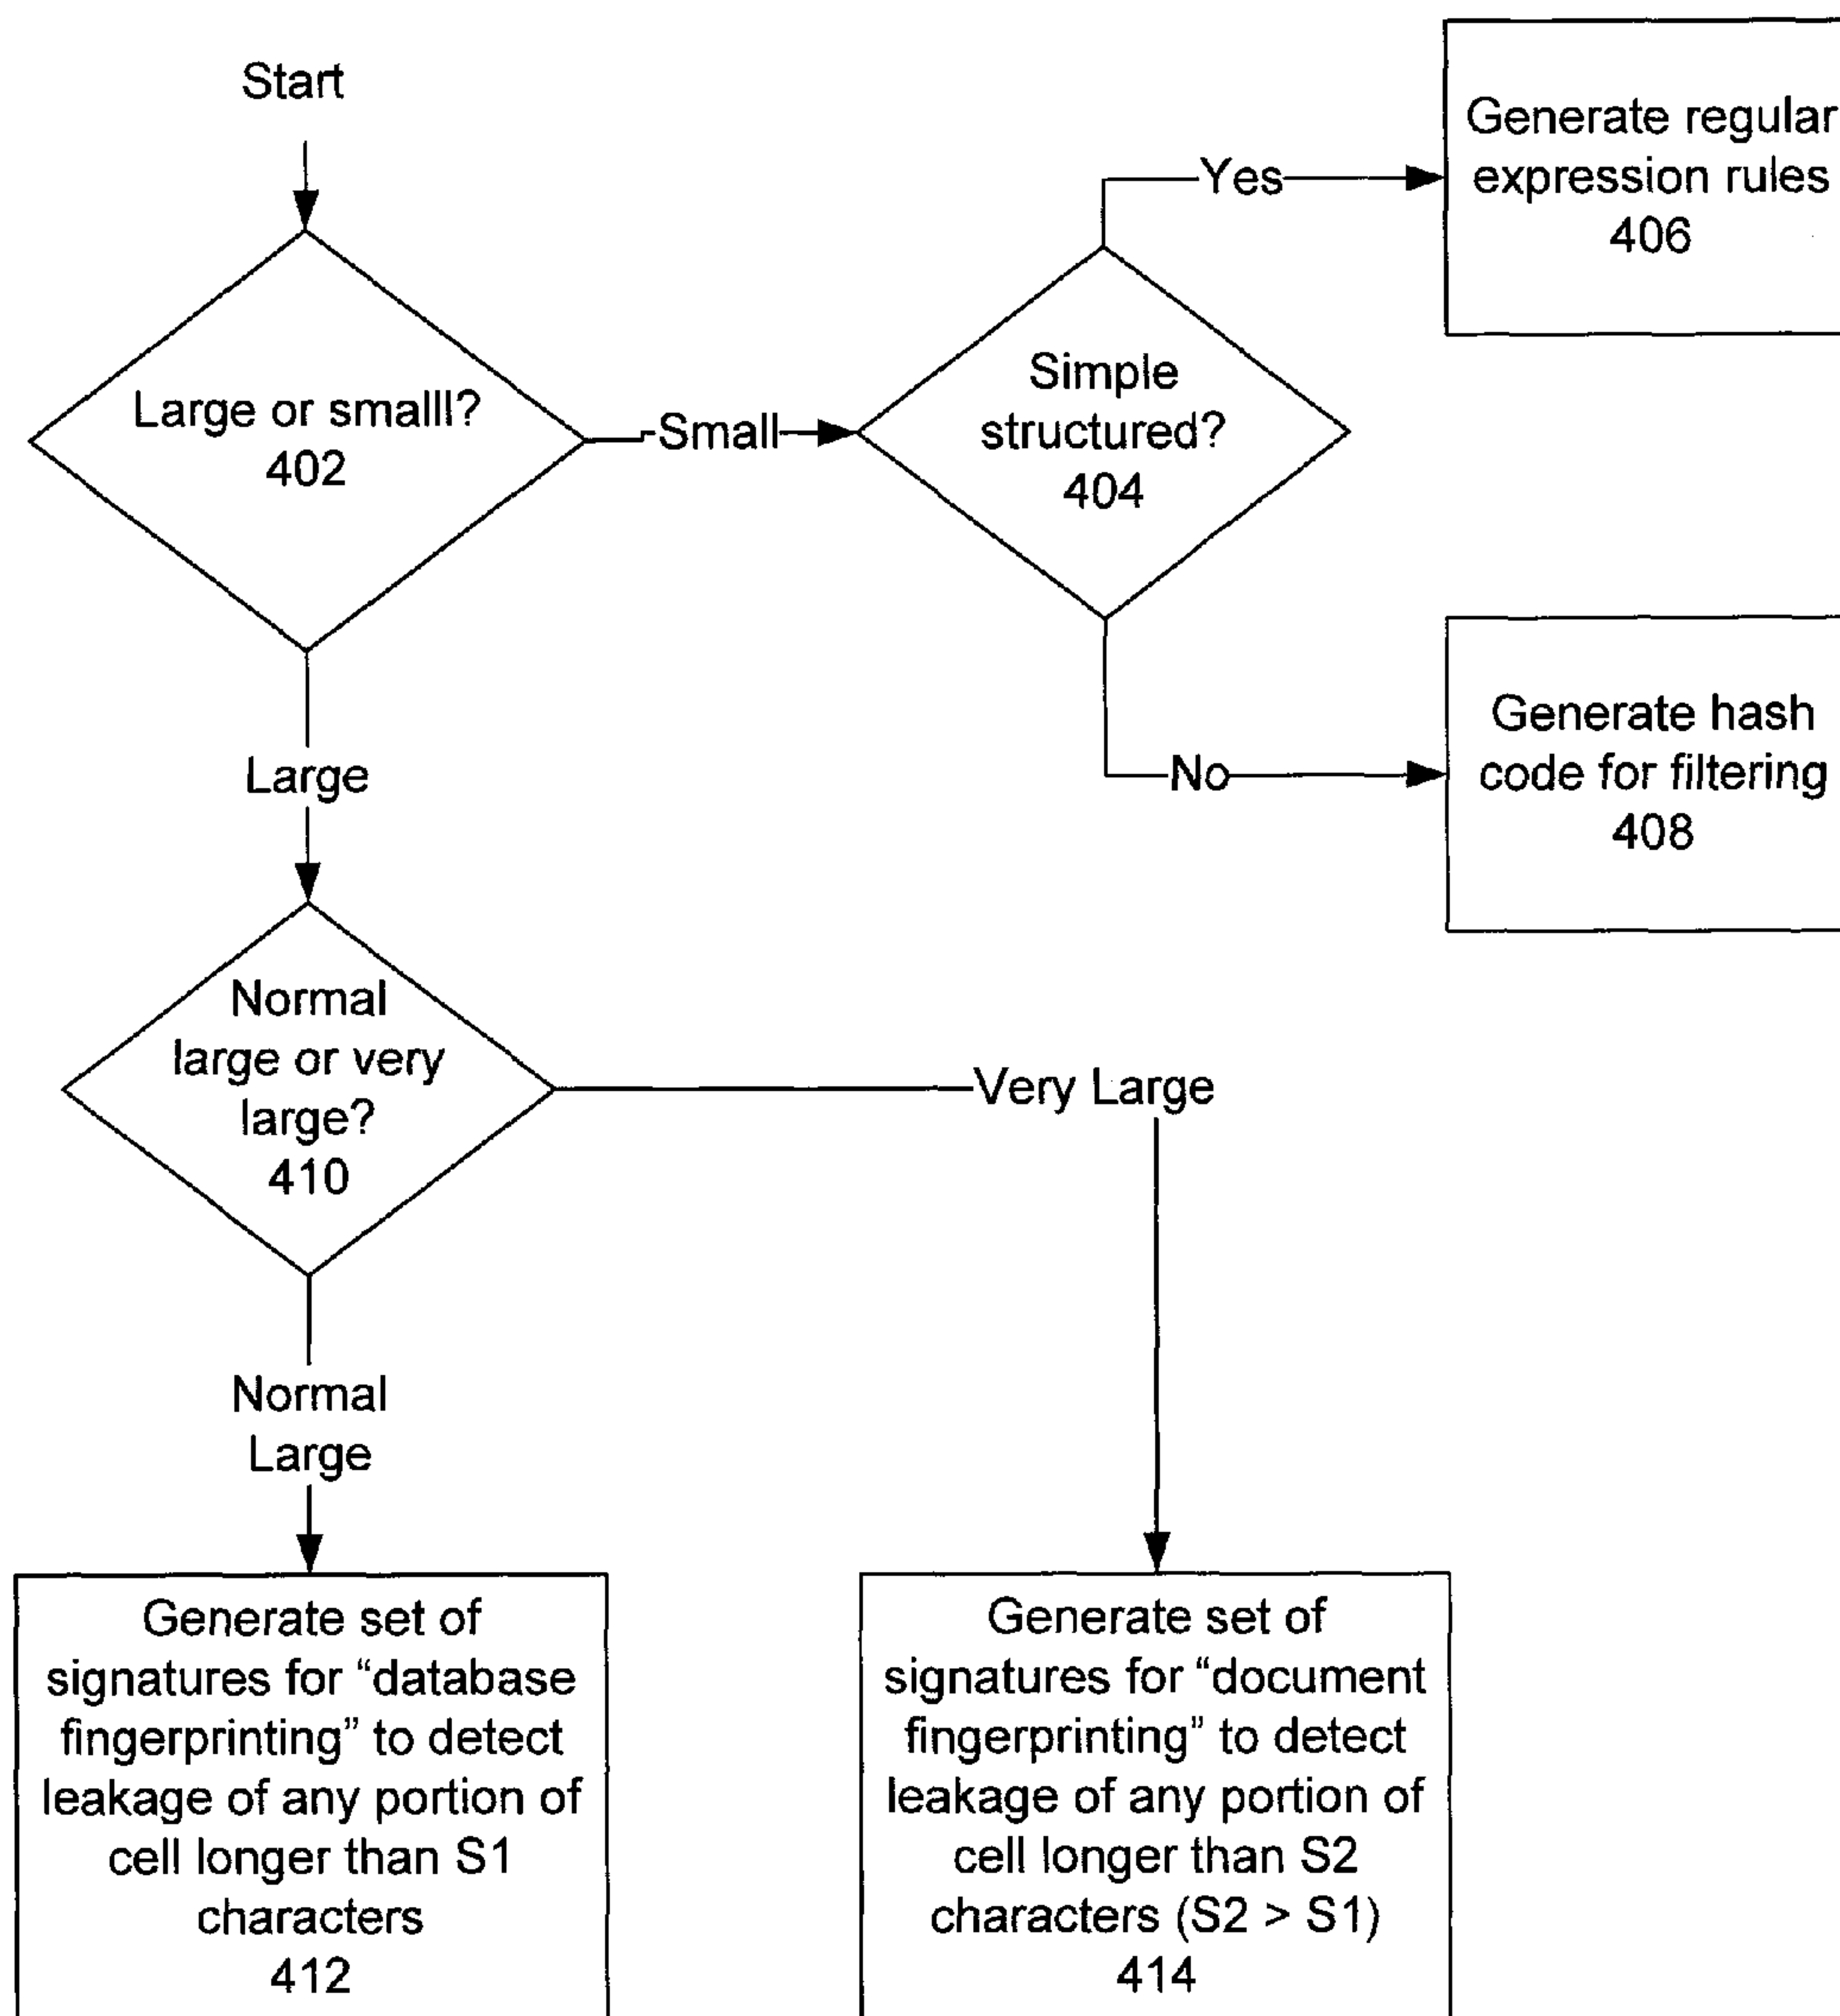 Start
Large or smalll?
402
Small
Simple
structured?
404
Yes
Generate regular
expression rules
406
No
Generate hash
code for filtering
408
Large
Normal
large or very
large?
410
Very Large
Normal
Large
Generate set of
signatures for “database
fingerprinting” to detect
leakage of any portion of
cell longer than S1
characters
412
Generate set of
signatures for “document
fingerprinting” to detect
leakage of any portion of
cell longer than S2
characters (S2 > S1)
414